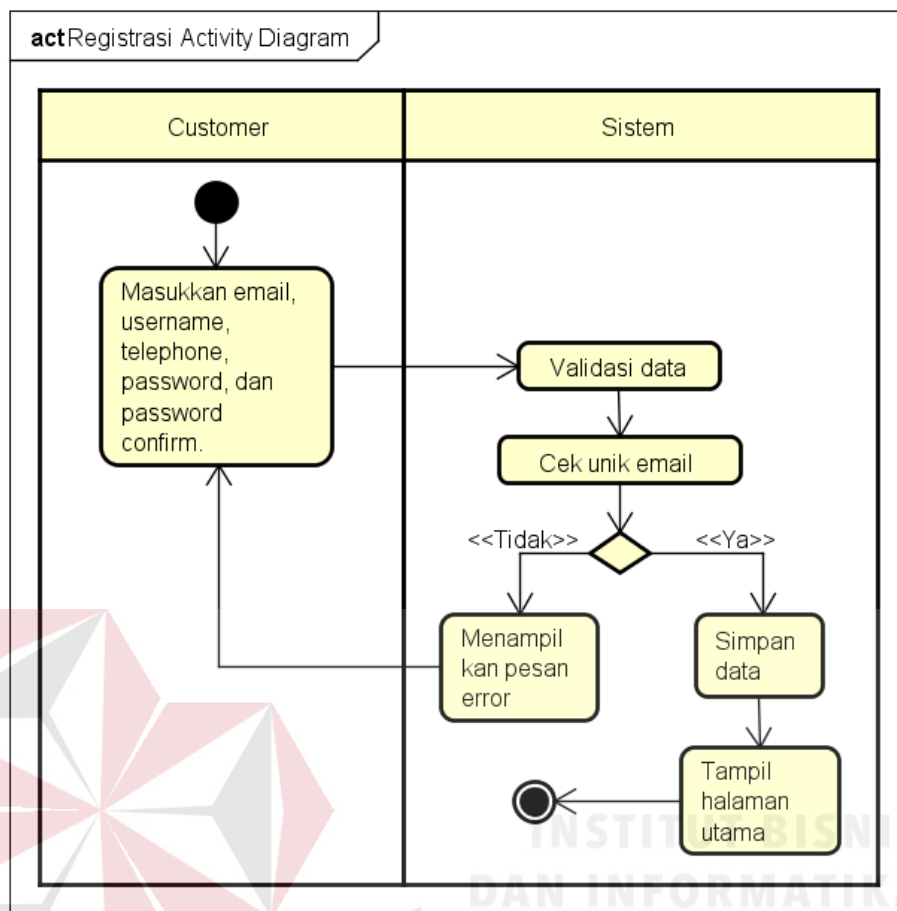 act Registrasi Activity Diagram
Customer
Sistem
Masukkan email,
username,
telephone,
password, dan
password
confirm.
Validasi data
Cek unik email
<<Tidak>>
<<Ya>>
Menampil
kan pesan
error
Simpan
data
Tampil
halaman
utama
INSTITUT BISNI
DAN INFORMATIKA